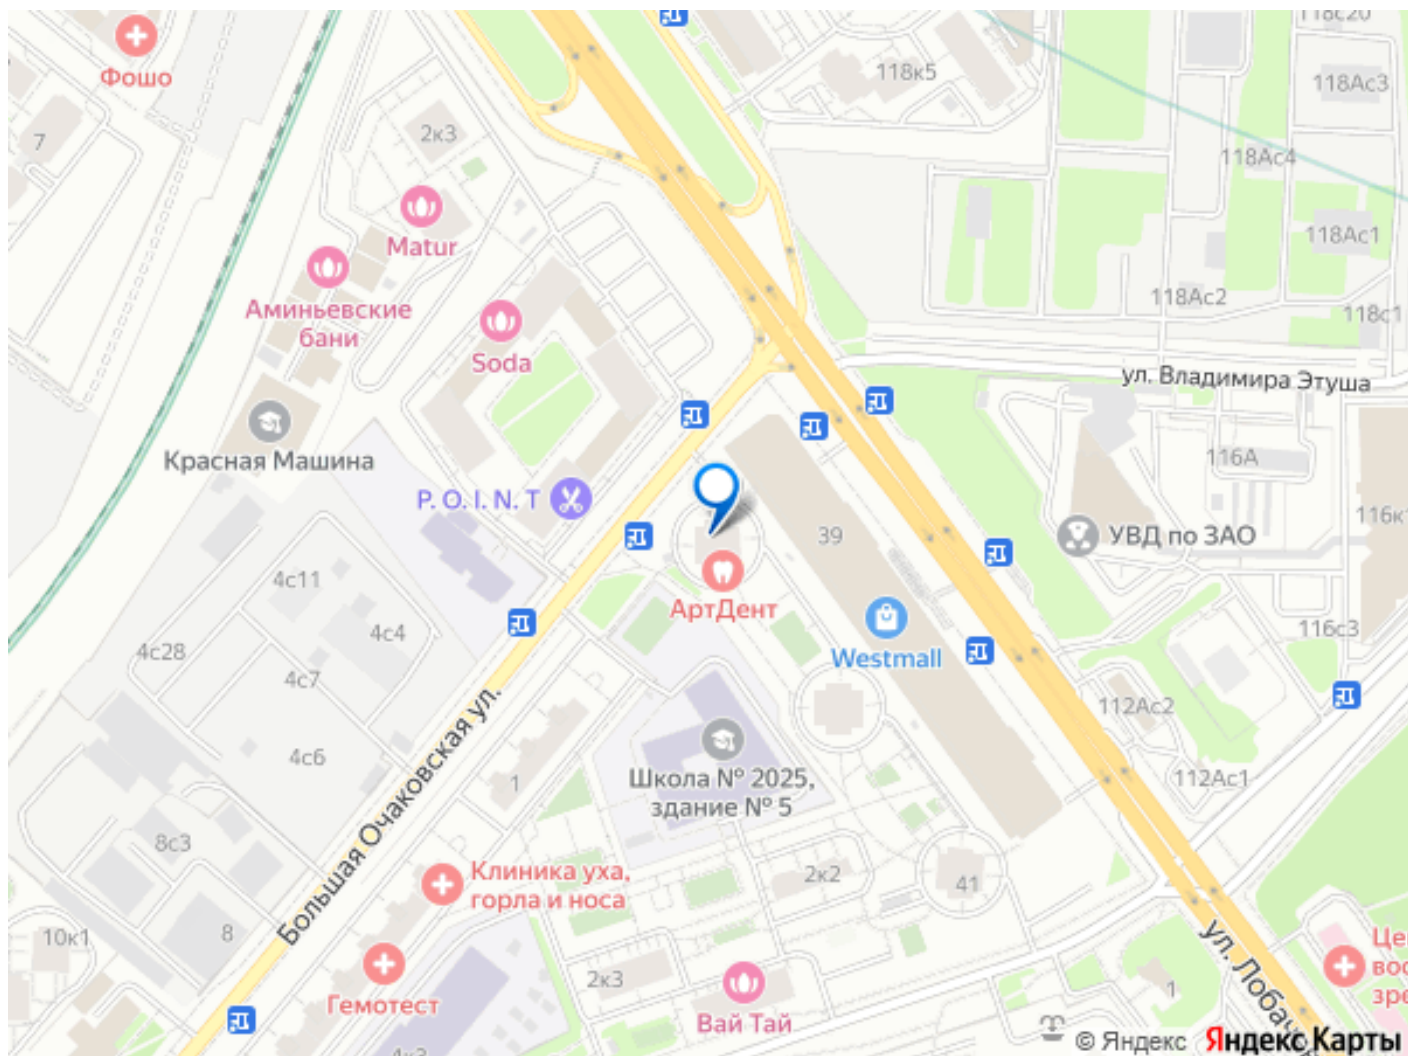 118с20
Фошо
118к5
118Ас3
7
2к3
118Ас4
Matur
118Ас1
Аминьевские
бани
118Ас2
118с1
Soda
ул. Владимира Этуша
Красная Машина
116А
P. O. I. N. T
39
УВД по ЗАО
4с11
АртДент
4с4
116с3
4с28
Westmall
4с7
112Ас2
4с6
Школа № 2025,
здание № 5
1
112Ас1
8с3
Большая Очаковская ул.
Клиника уха,
горла и носа
2к2
41
10к1
8
ул.
2к3
Гемотест
1
Вай Тай
© Яндекс
Яндекс Карты